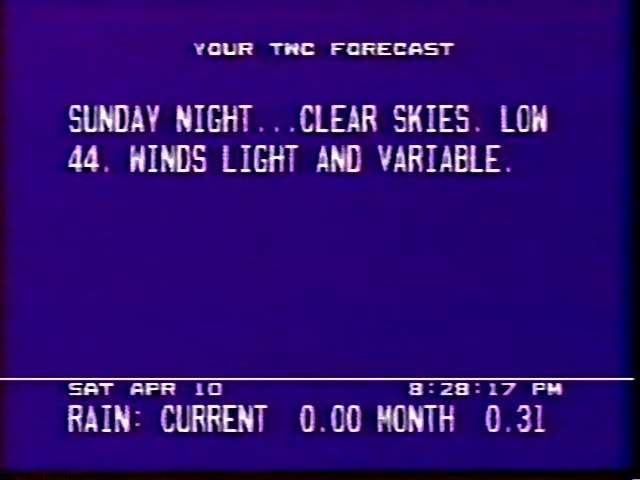 YOUR TWC FORECAST
SUNDAY NIGHT...CLEAR SKIES. LOW
44. WINDS LIGHT AND VARIABLE.
SAT APR 10 8:28:17 PM
RAIN: CURRENT 0.00 MONTH 0.31